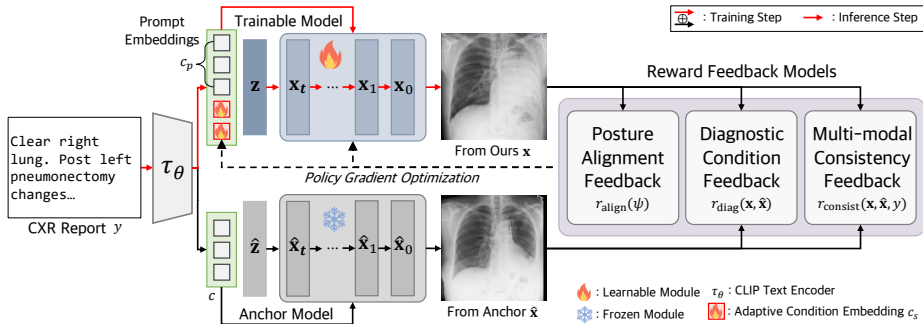 : Training Step
: Inference Step
Prompt
Embeddings
Trainable Model
c_p
z
x_t
...
x_1
x_0
From Ours x
Reward Feedback Models
Posture
Alignment
Feedback
r_align(ψ)
Diagnostic
Condition
Feedback
r_diag(x, x̂)
Multi-modal
Consistency
Feedback
r_consist(x, x̂, y)
Clear right
lung. Post left
pneumonectomy
changes…
CXR Report y
τ_θ
Policy Gradient Optimization
c
ẑ
x̂_t
...
x̂_1
x̂_0
Anchor Model
From Anchor x̂
: Learnable Module
τ_θ : CLIP Text Encoder
: Frozen Module
: Adaptive Condition Embedding c_s